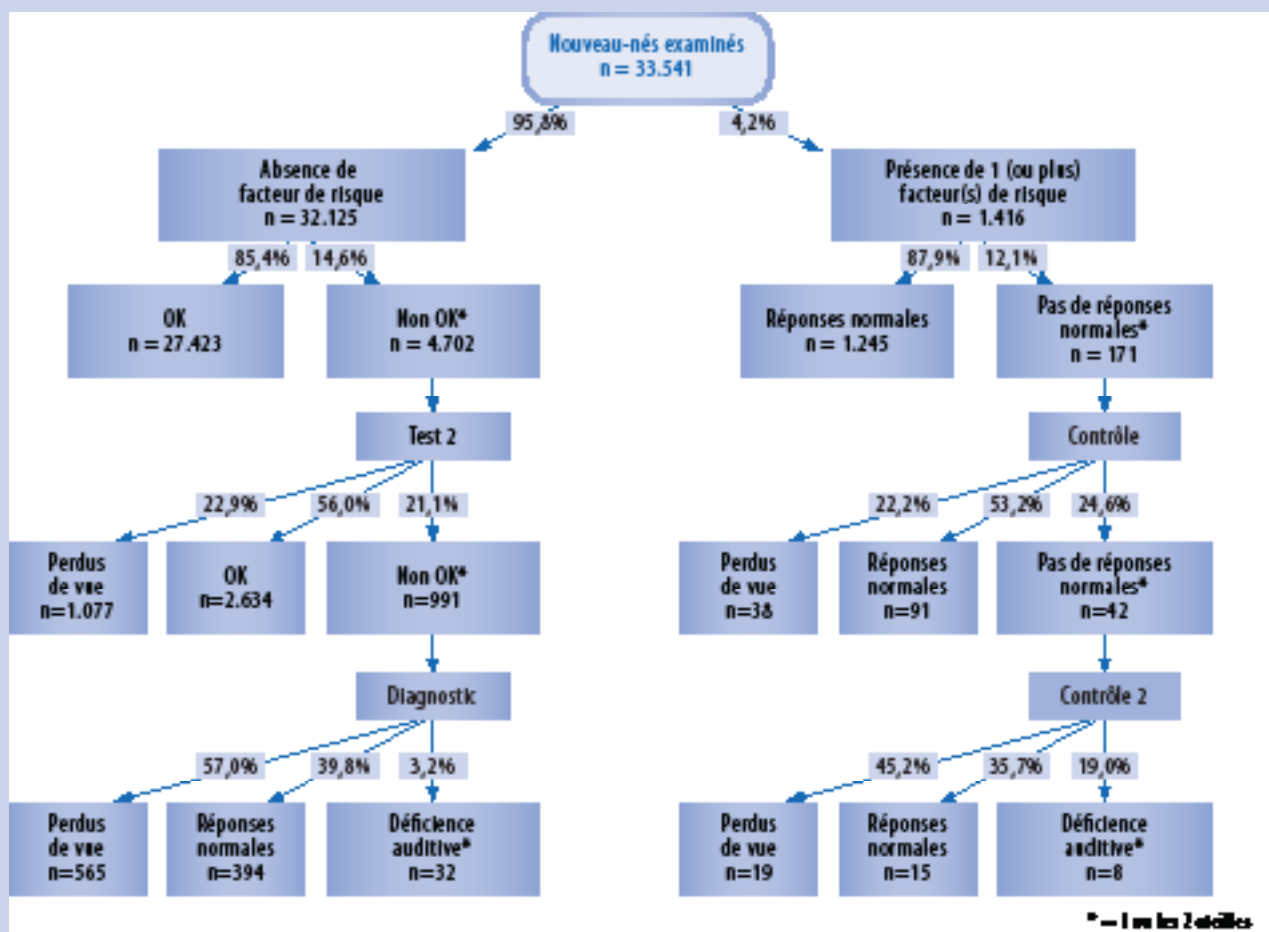 Nouveau-nés examinés
n = 33.541
95,8%
4,2%
Absence de
facteur de risque
n = 32.125
Présence de 1 (ou plus)
facteur(s) de risque
n = 1.416
85,4%
14,6%
87,9%
12,1%
OK
n = 27.423
Non OK*
n = 4.702
Réponses normales
n = 1.245
Pas de réponses
normales*
n = 171
Test 2
Contrôle
22,9%
56,0%
21,1%
22,2%
53,2%
24,6%
Perdus
de vue
n=1.077
OK
n=2.634
Non OK*
n=991
Perdus
de vue
n=38
Réponses
normales
n=91
Pas de réponses
normales*
n=42
Diagnostic
Contrôle 2
57,0%
39,8%
3,2%
45,2%
35,7%
19,0%
Perdus
de vue
n=565
Réponses
normales
n=394
Déficience
auditive*
n=32
Perdus
de vue
n=19
Réponses
normales
n=15
Déficience
auditive*
n=8